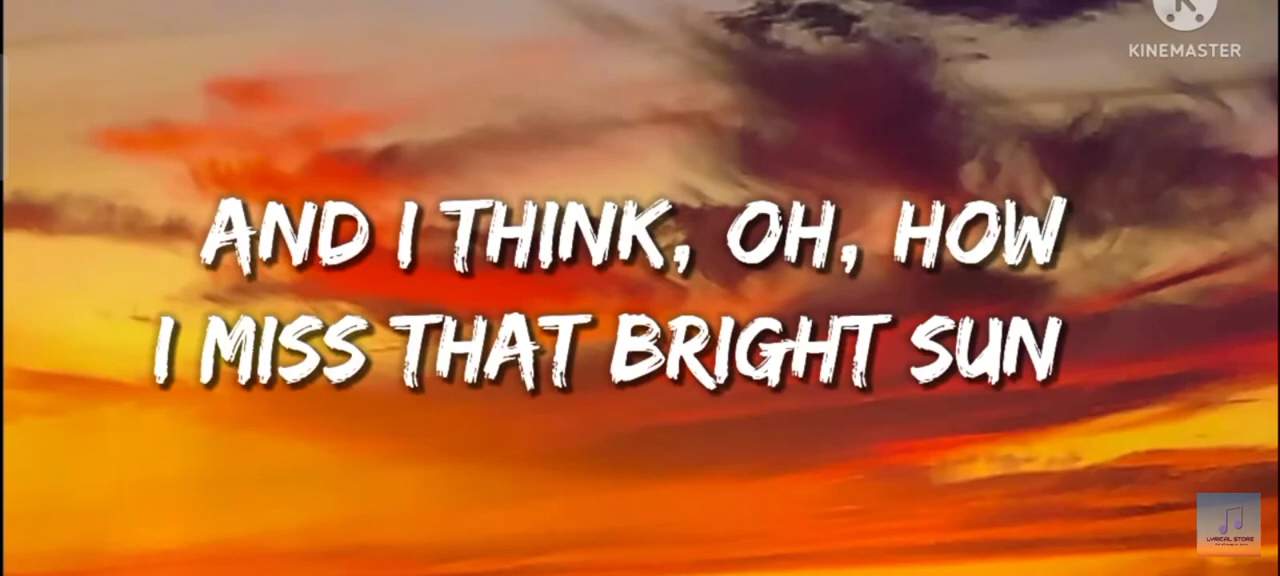 KINEMASTER
AND I THINK, OH, HOW
I MISS THAT BRIGHT SUN
LYRICAL STORE